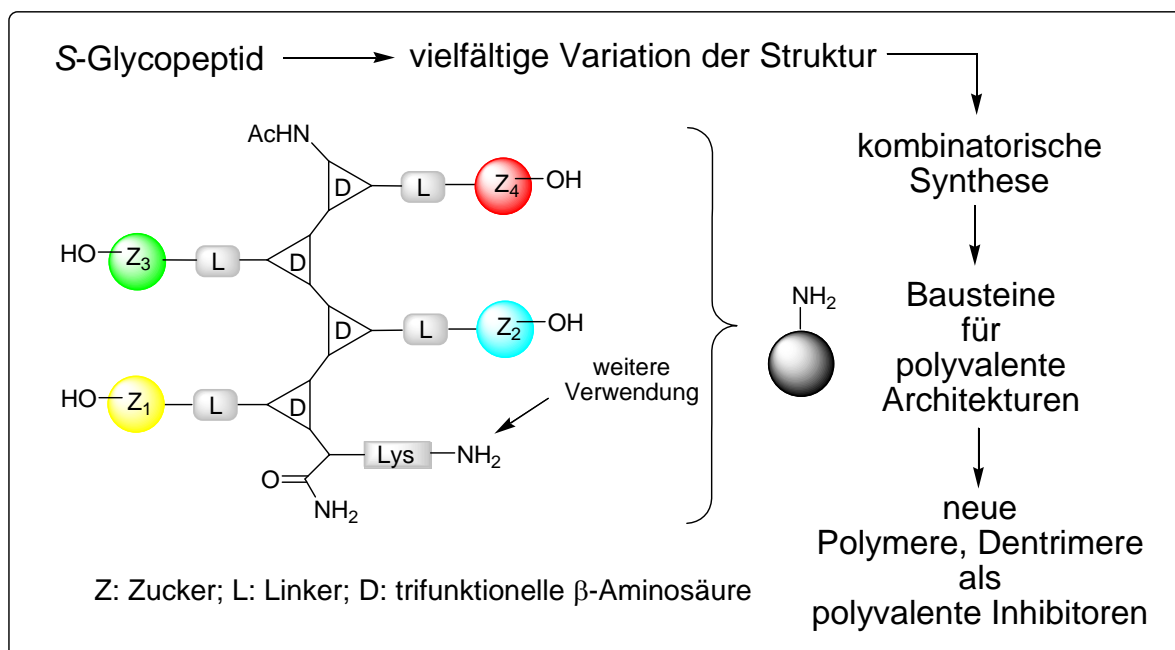 S-Glycopeptid
vielfältige Variation der Struktur
kombinatorische
Synthese
Bausteine
für
polyvalente
Architekturen
neue
Polymere, Dentrimere
als
polyvalente Inhibitoren
AcHN
D
L
Z4
OH
HO
Z3
L
D
D
L
Z2
OH
HO
Z1
L
D
weitere
Verwendung
Lys
NH2
O
NH2
NH2
Z: Zucker; L: Linker; D: trifunktionelle β-Aminosäure